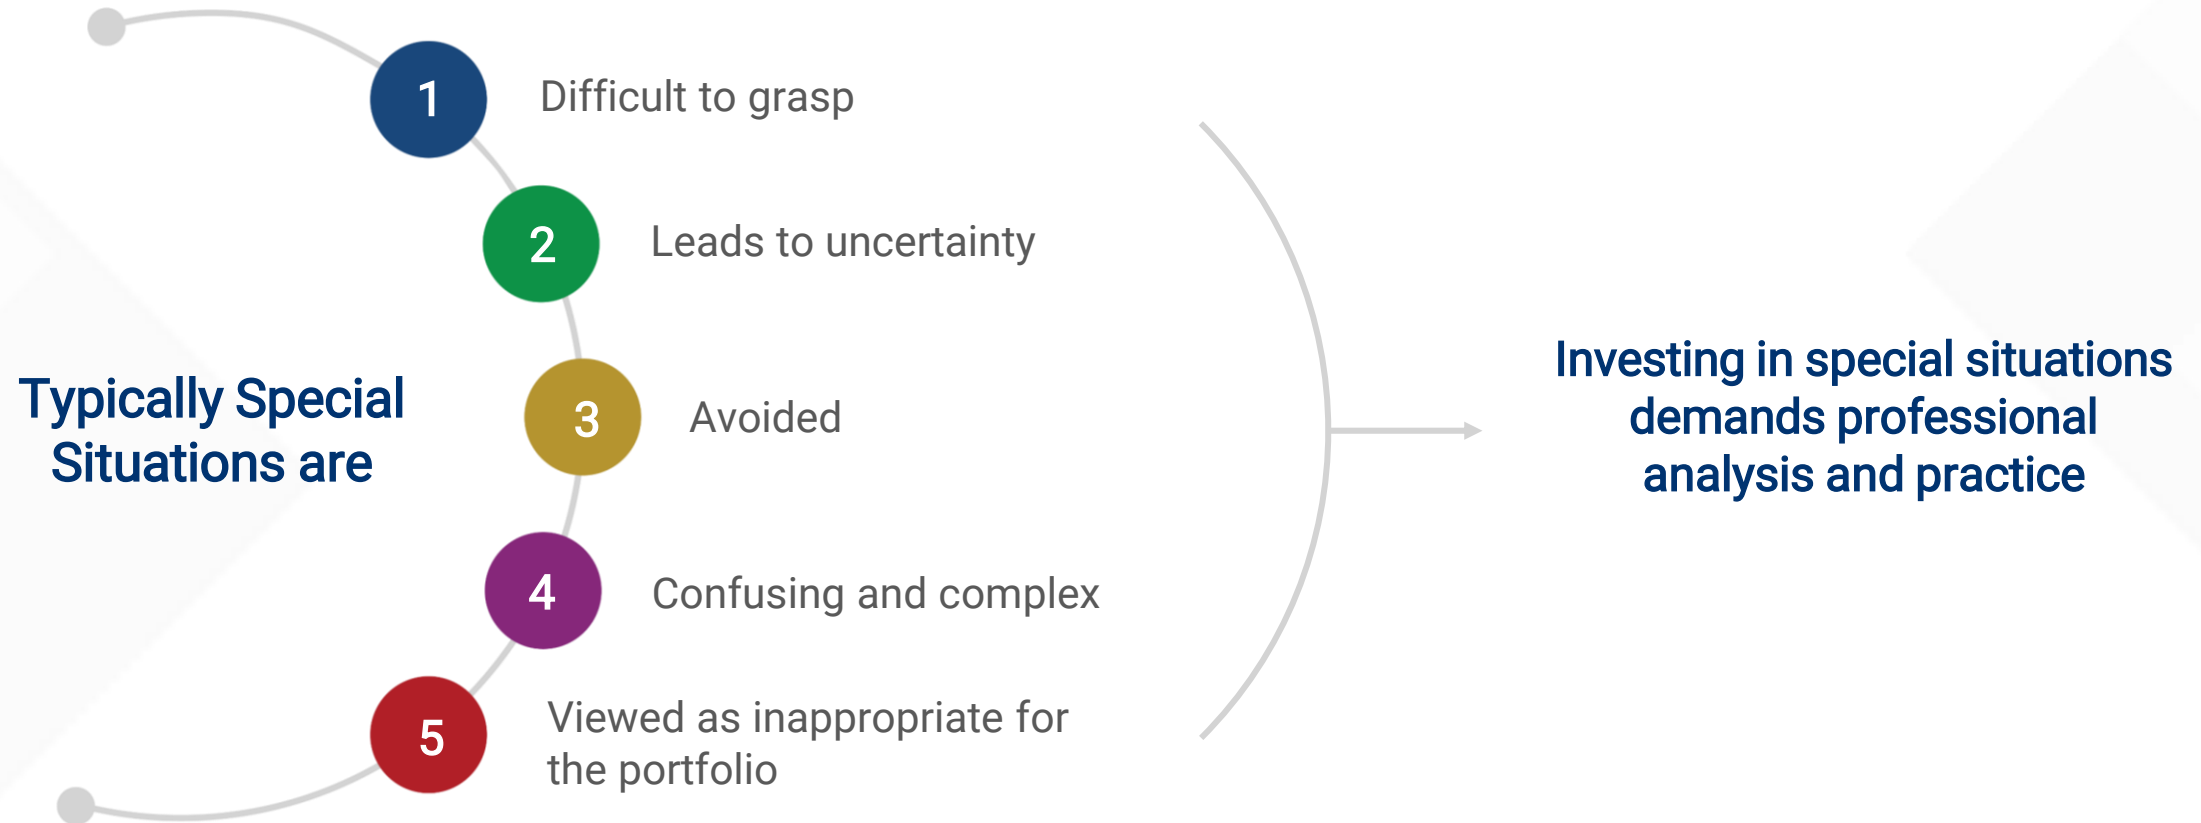 Typically Special
Situations are
1
Difficult to grasp
2
Leads to uncertainty
3
Avoided
4
Confusing and complex
5
Viewed as inappropriate for
the portfolio
Investing in special situations
demands professional
analysis and practice